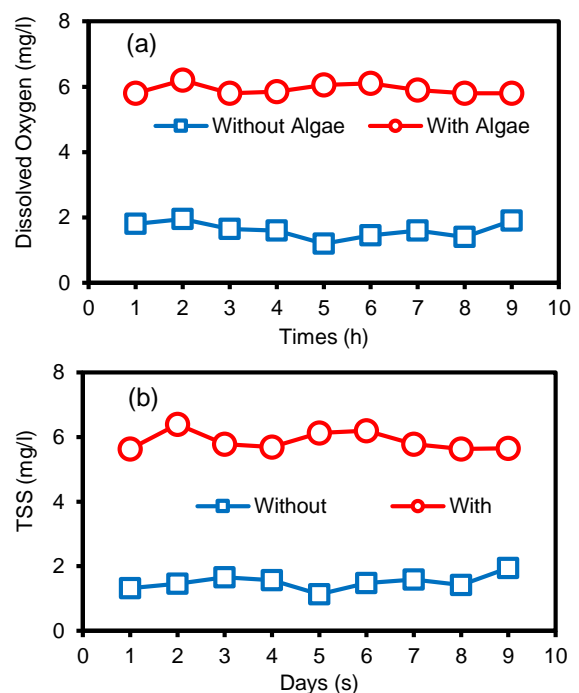 8
(a)
6
Without Algae With Algae
4
2
0
0 1 2 3 4 5 6 7 8 9 10
Times (h)
Dissolved Oxygen (mg/l)
8
(b)
6
Without With
4
2
0
0 1 2 3 4 5 6 7 8 9 10
Days (s)
TSS (mg/l)